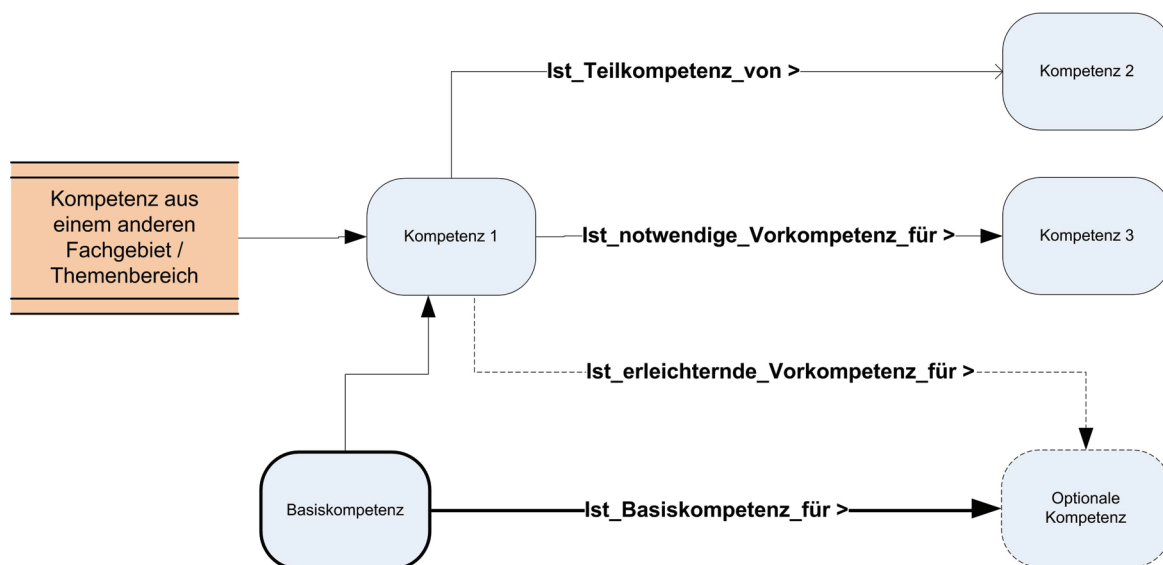 Ist_Teilkompetenz_von >
Kompetenz 2
Kompetenz aus
einem anderen
Fachgebiet /
Themenbereich
Kompetenz 1
Ist_notwendige_Vorkompetenz_für >
Kompetenz 3
Ist_erleichternde_Vorkompetenz_für >
Basiskompetenz
Ist_Basiskompetenz_für >
Optionale
Kompetenz